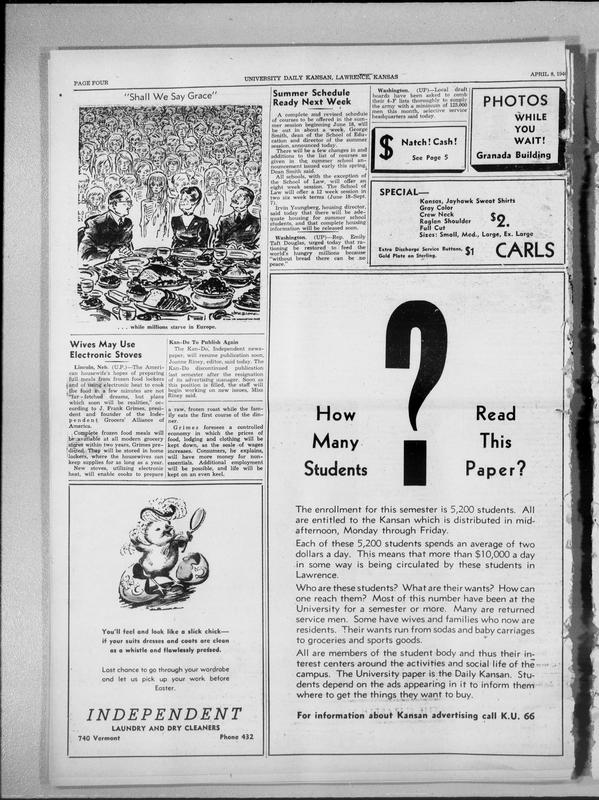 PAGE FOUR
UNIVERSITY DAILY KANSAN, LAWRENCE, KANSAS
APRIL 8, 194
"Shall We Say Grace"
. . . while millions starve in Europe.
Wives May Use
Electronic Stoves
Lincoln, Neb. (U.P.)—The Ameri-
can housewife's hopes of preparing
full meals from frozen food lockers
and of using electronic heat to cook
the food in a few minutes are not
"far-fetched dreams, but plans
which soon will be realities," ac-
cording to J. Frank Grimes, presi-
dent and founder of the Inde-
pendent Grocers' Alliance of
America.
Complete frozen food meals will
be available at all modern grocery
stores within two years, Grimes pre-
dicted. They will be stored in home
lockers, where the housewives can
keep supplies for as long as a year.
New stoves, utilizing electronic
heat, will enable cooks to prepare
Kan-Do To Publish Again
The Kan-Do, Independent news-
paper, will resume publication soon,
Joanne Riney, editor, said today. The
Kan-Do discontinued publication
last semester after the resignation
of its advertising manager. Soon as
this position is filled, the staff will
begin working on new issues, Miss
Riney said.
a raw, frozen roast while the fam-
ily eats the first course of the din-
ner.
Grimes foresees a controlled
economy in which the prices of
food, lodging and clothing will be
kept down, as the scale of wages
increases. Consumers, he explains,
will have more money for non-
essentials. Additional employment
will be possible, and life will be
kept on an even keel.
You'll feel and look like a slick chick—
if your suits dresses and coats are clean
as a whistle and flawlessly pressed.
Last chance to go through your wardrobe
and let us pick up your work before
Easter.
INDEPENDENT
LAUNDRY AND DRY CLEANERS
740 Vermont
Phone 432
Summer Schedule
Ready Next Week
A complete and revised schedule
of courses to be offered in the sum-
mer session beginning June 18, will
be out in about a week, George
Smith, dean of the School of Edu-
cation and director of the summer
session, announced today.
There will be a few changes in and
additions to the list of courses as
given in the summer school an-
nouncement issued early this spring,
Dean Smith said.
All schools, with the exception of
the School of Law, will offer an
eight week session. The School of
Law will offer a 12 week session in
two six week terms (June 18-Sept.
7).
Irvin Youngberg, housing director,
said today that there will be ade-
quate housing for summer school
students, and that complete housing
information will be released soon.
Washington. (UP)—Rep. Emily
Taft Douglas, urged today that ra-
tioning be restored to feed the
world's hungry millions because
"without bread there can be no
peace."
Washington. (UP)—Local draft
boards have been asked to comb
their 4-F lists thoroughly to supply
the army with a minimum of 125,000
men this month, selective service
headquarters said today.
$
Natch! Cash!
See Page 5
PHOTOS
WHILE
YOU
WAIT!
Granada Building
SPECIAL—
Kansas, Jayhawk Sweat Shirts
Gray Color
Crew Neck
Raglan Shoulder
Full Cut
Sizes: Small, Med., Large, Ex. Large
$2.
Extra Discharge Service Buttons,
Gold Plate on Sterling.
$1
CARLS
?
How
Many
Students
Read
This
Paper?
The enrollment for this semester is 5,200 students. All
are entitled to the Kansan which is distributed in mid-
afternoon, Monday through Friday.
Each of these 5,200 students spends an average of two
dollars a day. This means that more than $10,000 a day
in some way is being circulated by these students in
Lawrence.
Who are these students? What are their wants? How can
one reach them? Most of this number have been at the
University for a semester or more. Many are returned
service men. Some have wives and families who now are
residents. Their wants run from sodas and baby carriages
to groceries and sports goods.
All are members of the student body and thus their in-
terest centers around the activities and social life of the
campus. The University paper is the Daily Kansan. Stu-
dents depend on the ads appearing in it to inform them
where to get the things they want to buy.
For information about Kansan advertising call K.U. 66